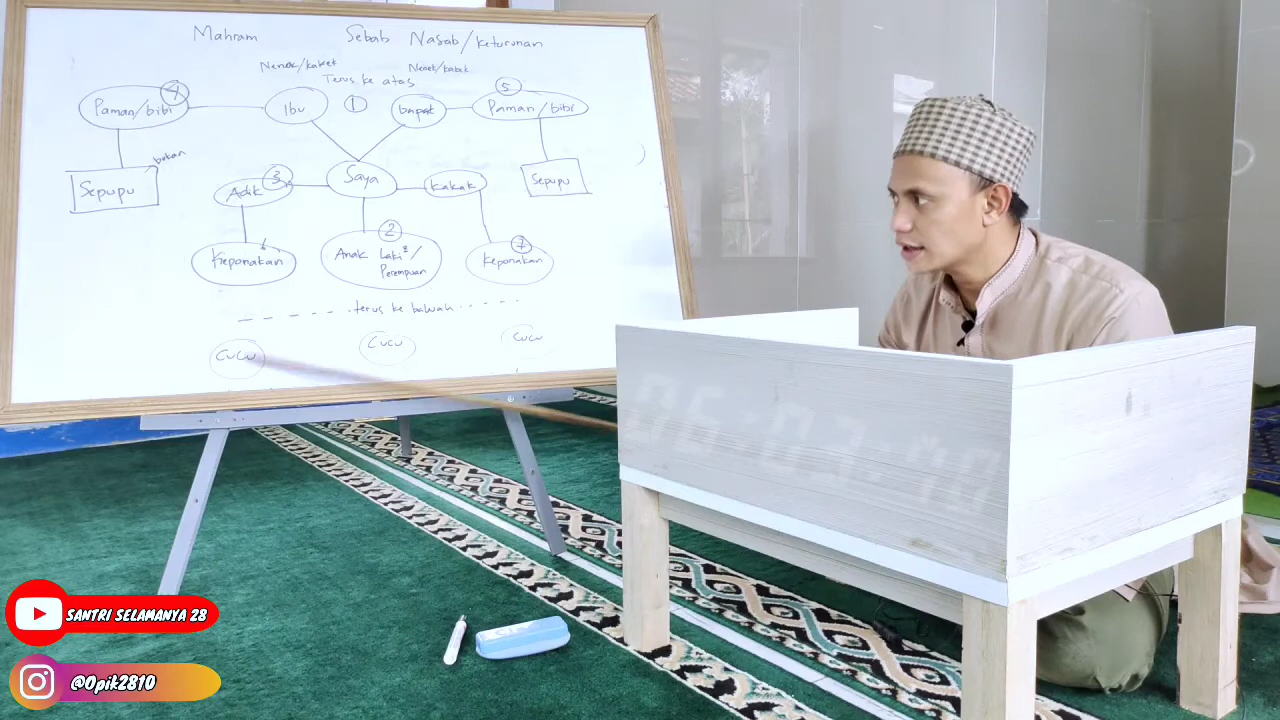 Mahram Sebab Nasab/keturunan
Nenek/kakek Nenek/kakek
Terus ke atas
Paman/bibi 4 Ibu 1 bapak 5 Paman/bibi
bukan
Sepupu Adik 3 Saya kakak Sepupu
Keponakan 6 2 Anak Laki²/ Keponakan 7
Perempuan
terus ke bawah
CUCU CUCU CUCU
SANTRI SELAMANYA 28
@Opik2810